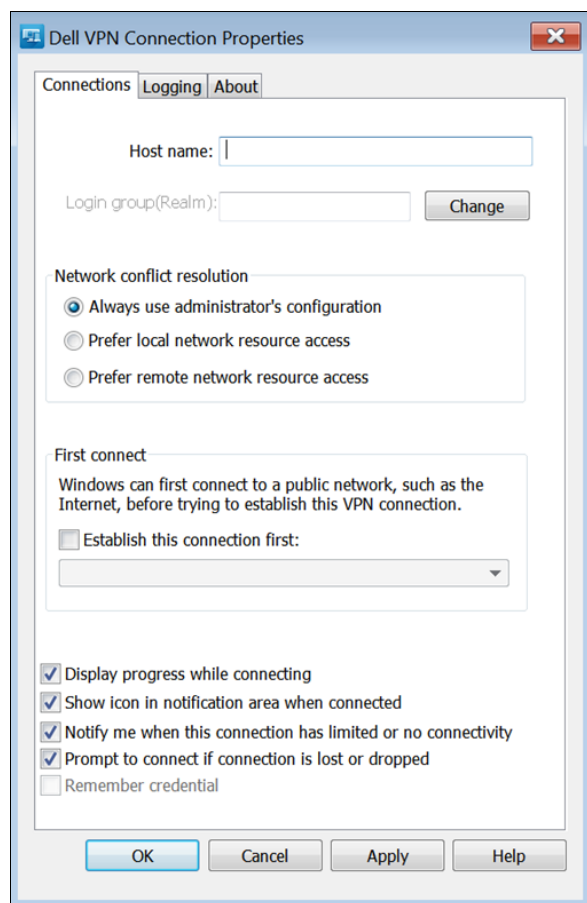 Dell VPN Connection Properties
Connections Logging About
Host name:
Login group(Realm):
Change
Network conflict resolution
Always use administrator's configuration
Prefer local network resource access
Prefer remote network resource access
First connect
Windows can first connect to a public network, such as the
Internet, before trying to establish this VPN connection.
Establish this connection first:
Display progress while connecting
Show icon in notification area when connected
Notify me when this connection has limited or no connectivity
Prompt to connect if connection is lost or dropped
Remember credential
OK Cancel Apply Help